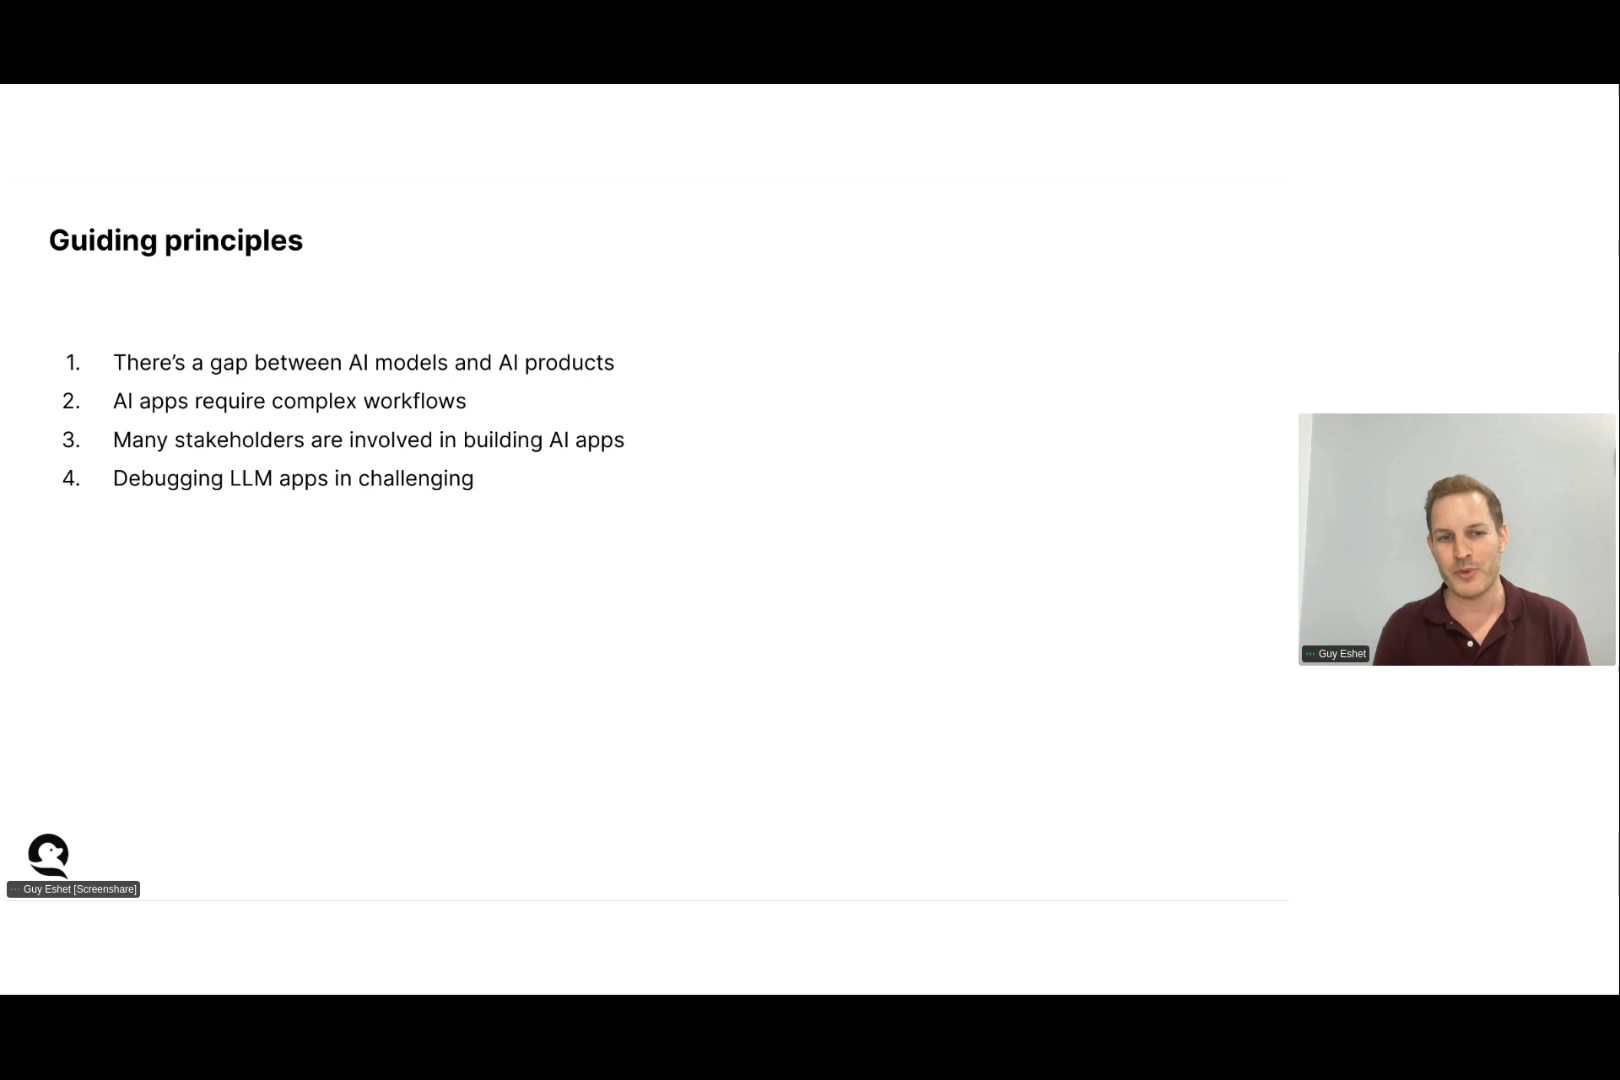 Guiding principles
1. There’s a gap between AI models and AI products
2. AI apps require complex workflows
3. Many stakeholders are involved in building AI apps
4. Debugging LLM apps in challenging
Guy Eshet
Guy Eshet [Screenshare]